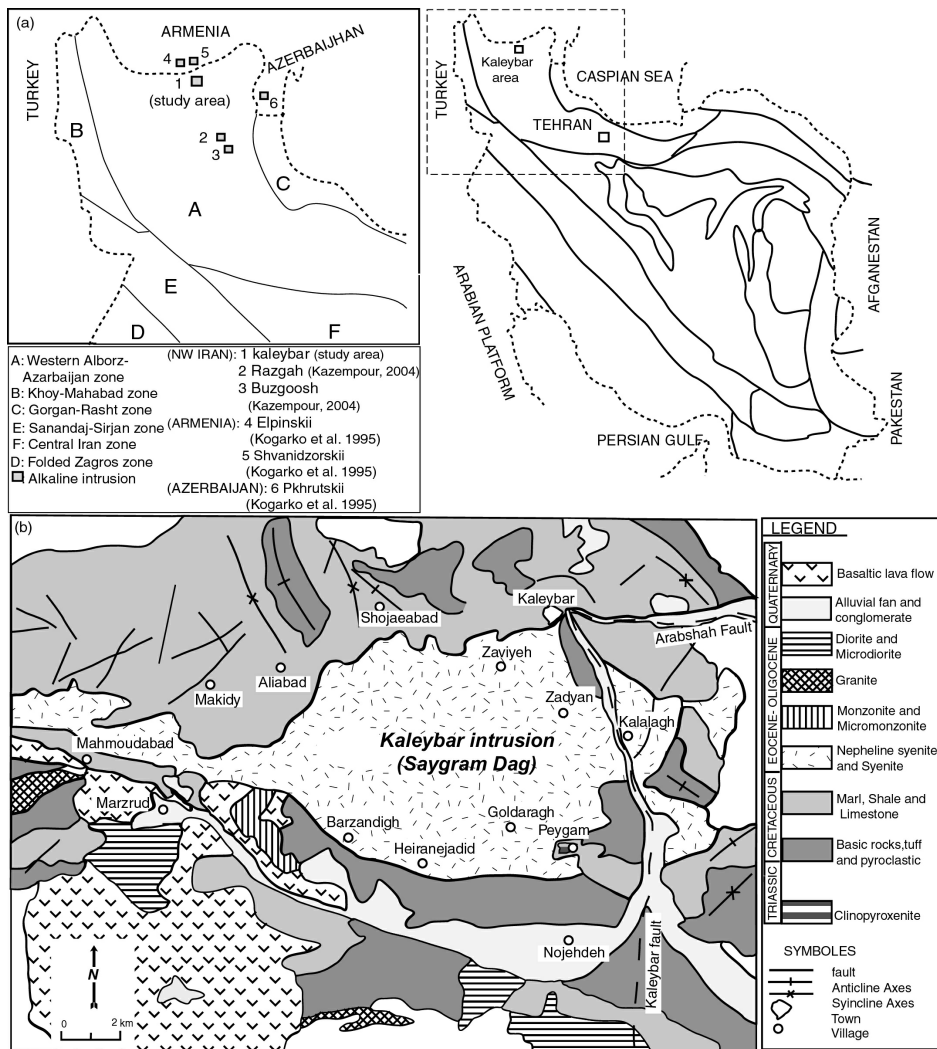 (a)
ARMENIA
AZERBAIJHAN
TURKEY
4
5
1
(study area)
6
2
3
B
C
A
E
D
F
Kaleybar
area
CASPIAN SEA
TURKEY
TEHRAN
AFGANESTAN
ARABIAN PLATFORM
PERSIAN GULF
PAKESTAN
A: Western Alborz-
Azarbaijan zone
B: Khoy-Mahabad zone
C: Gorgan-Rasht zone
E: Sanandaj-Sirjan zone
F: Central Iran zone
D: Folded Zagros zone
Alkaline intrusion
(NW IRAN): 1 kaleybar (study area)
2 Razgah (Kazempour, 2004)
3 Buzgoosh
(Kazempour, 2004)
(ARMENIA): 4 Elpinskii
(Kogarko et al. 1995)
5 Shvanidzorskii
(Kogarko et al. 1995)
(AZERBAIJAN): 6 Pkhrutskii
(Kogarko et al. 1995)
(b)
Kaleybar
Shojaeabad
Arabshah Fault
Zaviyeh
Aliabad
Makidy
Zadyan
Kalalagh
Mahmoudabad
Kaleybar intrusion
(Saygram Dag)
Marzrud
Barzandigh
Goldaragh
Peygam
Heiranejadid
Nojehdeh
Kaleybar fault
N
0 2 km
LEGEND
QUATERNARY
Basaltic lava flow
Alluvial fan and
conglomerate
EOCENE- OLIGOCENE
Diorite and
Microdiorite
Granite
Monzonite and
Micromonzonite
Nepheline syenite
and Syenite
CRETACEOUS
Marl, Shale and
Limestone
Basic rocks,tuff
and pyroclastic
TRIASSIC
Clinopyroxenite
SYMBOLES
fault
Anticline Axes
Syincline Axes
Town
Village